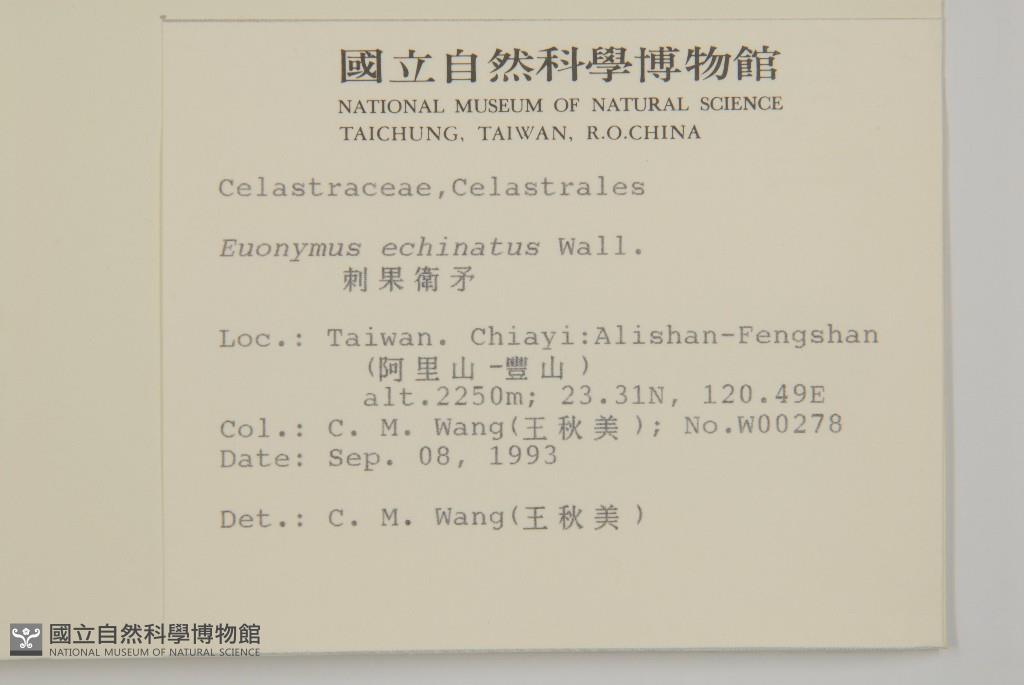 國立自然科學博物館
NATIONAL MUSEUM OF NATURAL SCIENCE
TAICHUNG, TAIWAN, R.O.CHINA
Celastraceae,Celastrales
Euonymus echinatus Wall.
刺果衛矛
Loc.: Taiwan. Chiayi:Alishan-Fengshan
(阿里山-豐山)
alt.2250m; 23.31N, 120.49E
Col.: C. M. Wang(王秋美); No.W00278
Date: Sep. 08, 1993
Det.: C. M. Wang(王秋美)
國立自然科學博物館
NATIONAL MUSEUM OF NATURAL SCIENCE